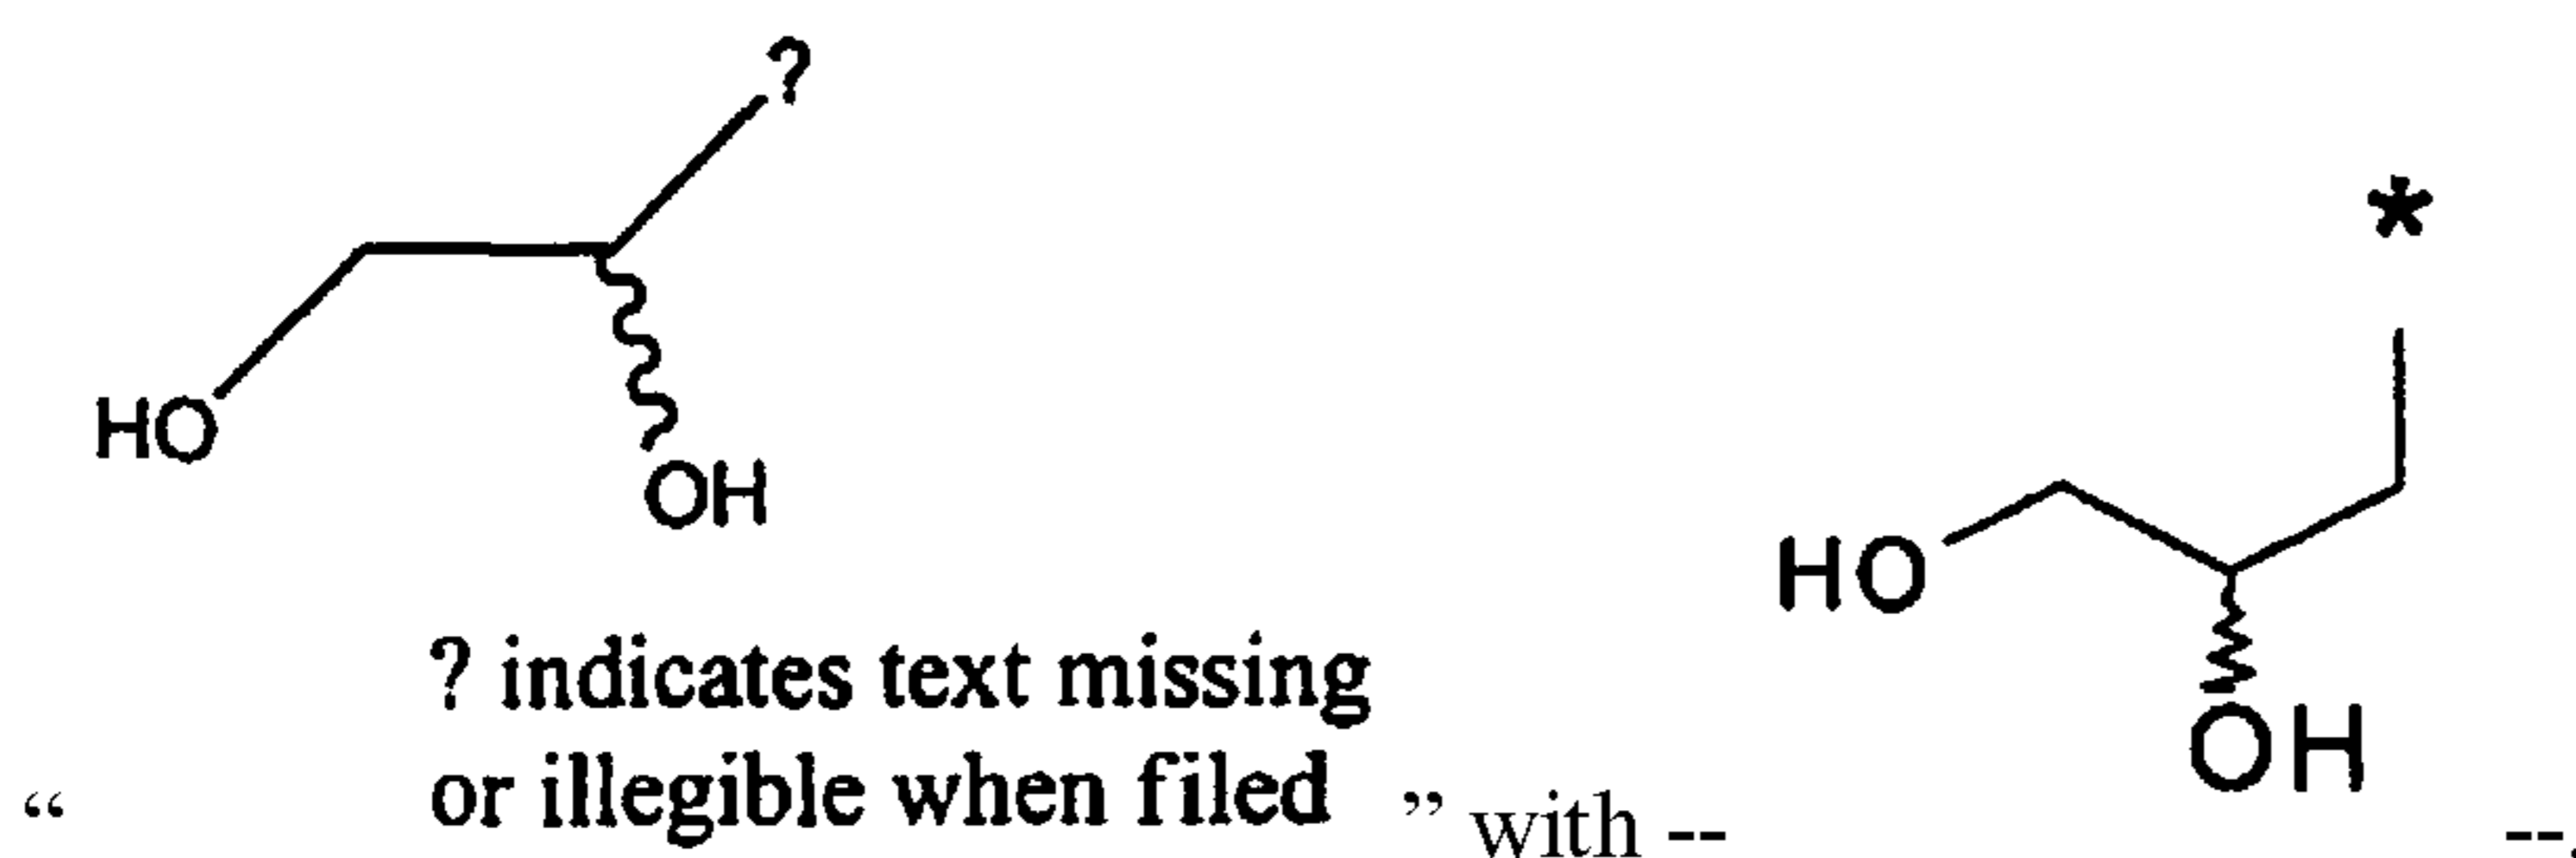 ?
*
HO
OH
HO
OH
? indicates text missing
or illegible when filed
“ ” with -- --.